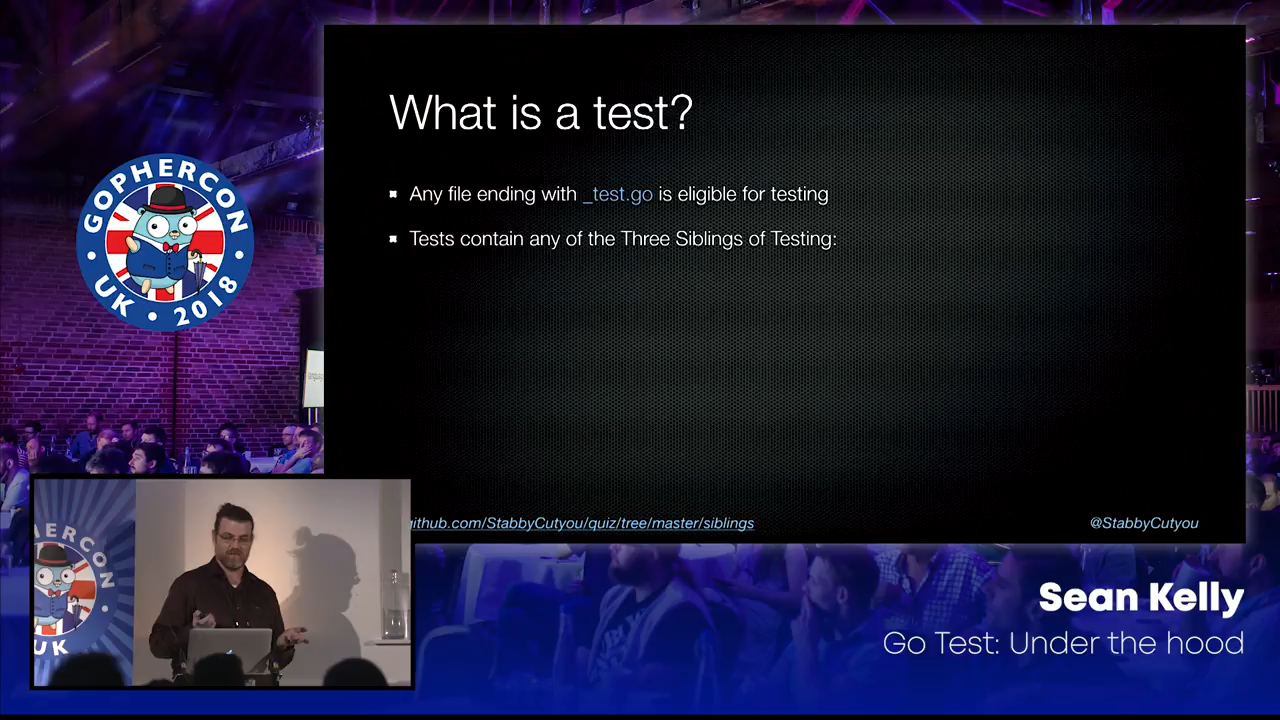 What is a test?
Any file ending with _test.go is eligible for testing
Tests contain any of the Three Siblings of Testing:
github.com/StabbyCutyou/quiz/tree/master/siblings
@StabbyCutyou
GOPHERCON
UK • 2018
Sean Kelly
Go Test: Under the hood